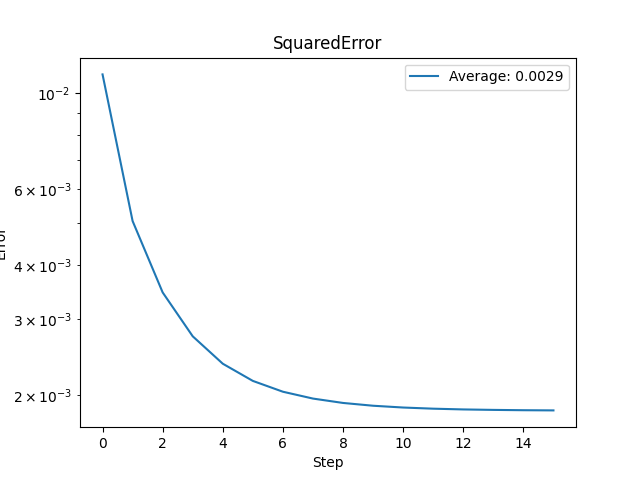 SquaredError
Average: 0.0029
10⁻²
6 × 10⁻³
4 × 10⁻³
3 × 10⁻³
2 × 10⁻³
Error
0 2 4 6 8 10 12 14
Step